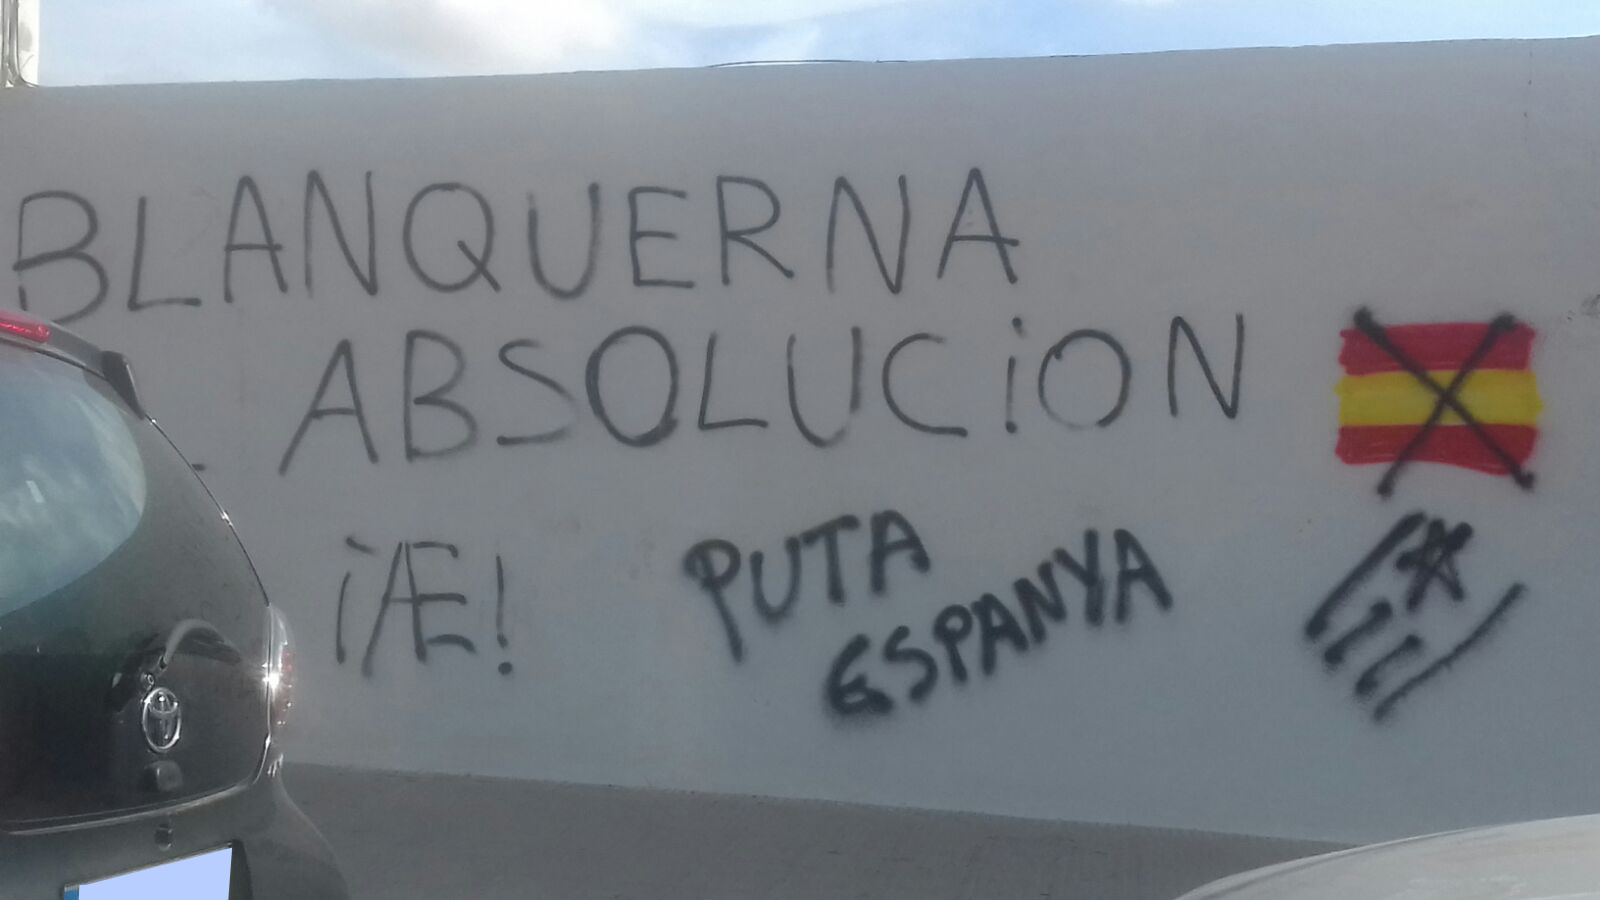 BLANQUERNA
ABSOLUCiON
¡Æ!
PUTA
ESPANYA